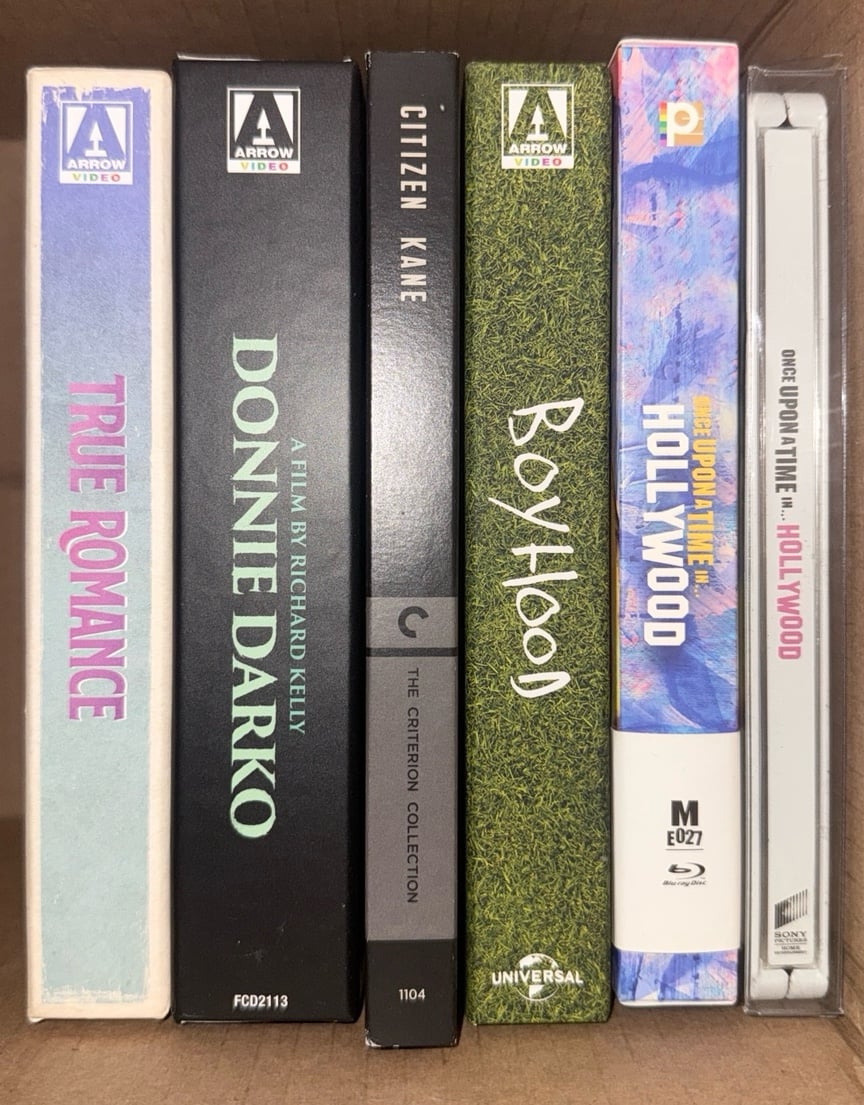 ARROW
VIDEO
TRUE ROMANCE
ARROW
VIDEO
A FILM BY RICHARD KELLY
DONNIE DARKO
FCD2113
CITIZEN KANE
THE CRITERION COLLECTION
1104
ARROW
VIDEO
BOYHOOD
UNIVERSAL
ONCE UPON A TIME IN...
HOLLYWOOD
M
E027
Blu-ray Disc
ONCE UPON A TIME IN... HOLLYWOOD
SONY
PICTURES
HOME
ENTERTAINMENT